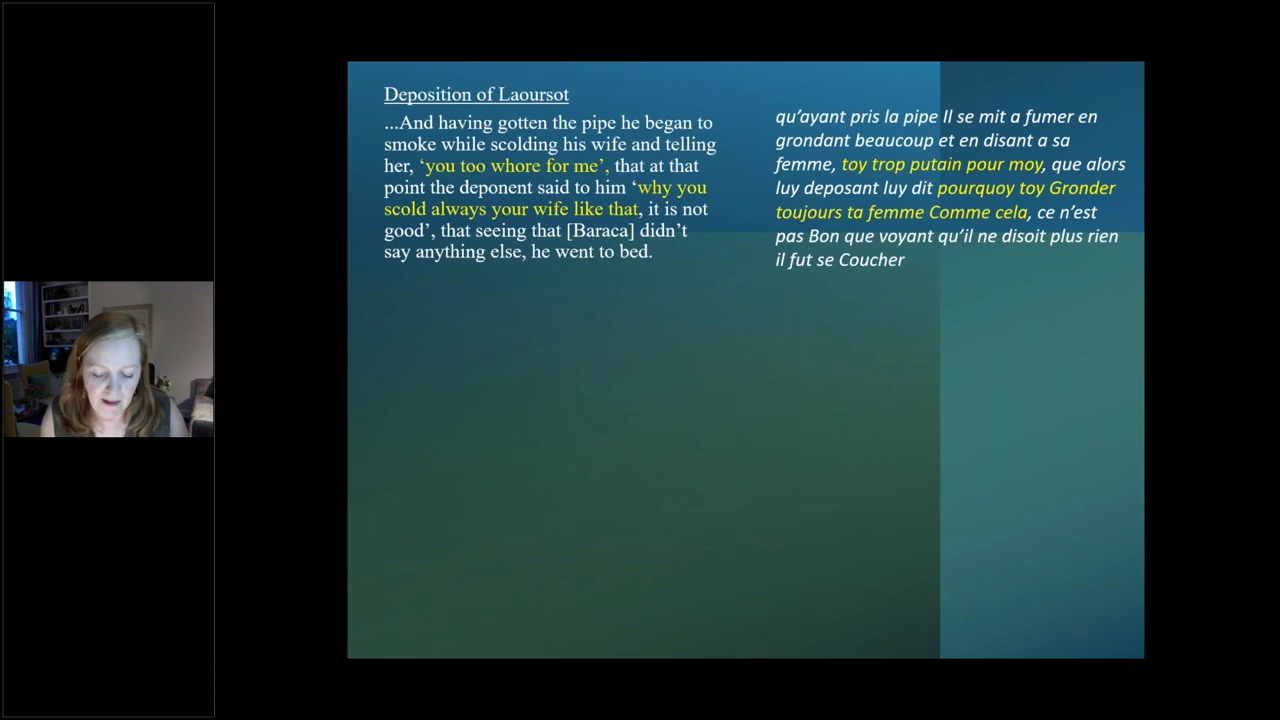 Deposition of Laoursot
...And having gotten the pipe he began to
smoke while scolding his wife and telling
her, ‘you too whore for me’, that at that
point the deponent said to him ‘why you
scold always your wife like that, it is not
good’, that seeing that [Baraca] didn’t
say anything else, he went to bed.
qu’ayant pris la pipe Il se mit a fumer en
grondant beaucoup et en disant a sa
femme, toy trop putain pour moy, que alors
luy deposant luy dit pourquoy toy Gronder
toujours ta femme Comme cela, ce n’est
pas Bon que voyant qu’il ne disoit plus rien
il fut se Coucher